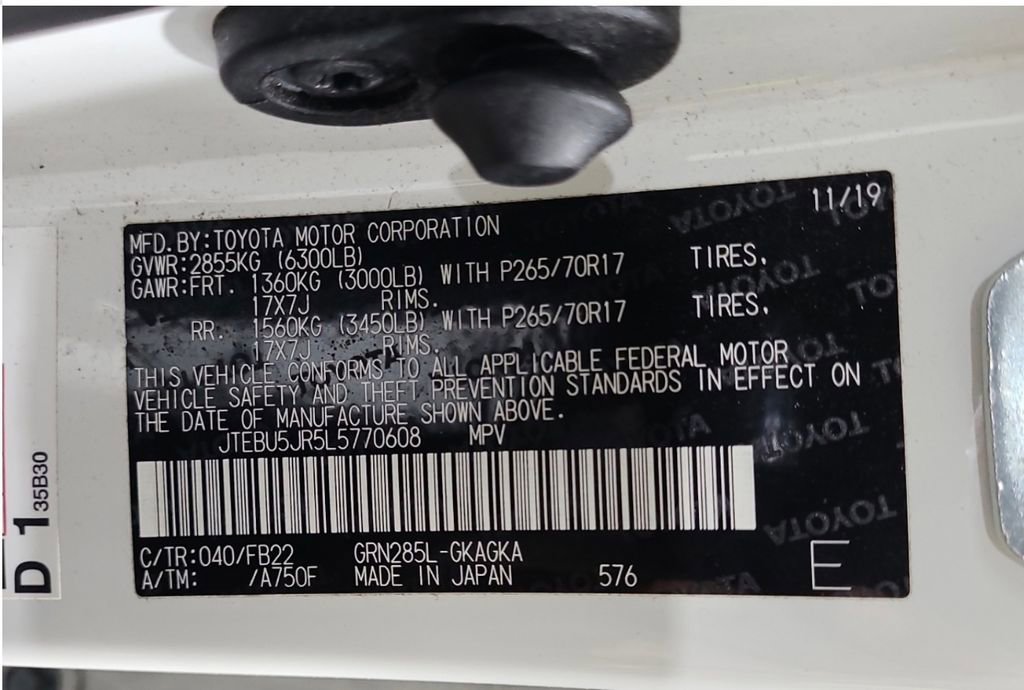 11/19
MFD. BY:TOYOTA MOTOR CORPORATION
GVWR:2855KG (6300LB)
GAWR:FRT. 1360KG (3000LB) WITH P265/70R17 TIRES,
17X7J RIMS.
RR. 1560KG (3450LB) WITH P265/70R17 TIRES,
17X7J RIMS.
THIS VEHICLE CONFORMS TO ALL APPLICABLE FEDERAL MOTOR
VEHICLE SAFETY AND THEFT PREVENTION STANDARDS IN EFFECT ON
THE DATE OF MANUFACTURE SHOWN ABOVE.
JTEBU5JR5L5770608 MPV
C/TR:040/FB22 GRN285L-GKAGKA
A/TM: /A750F MADE IN JAPAN 576 E
D 1 35B30